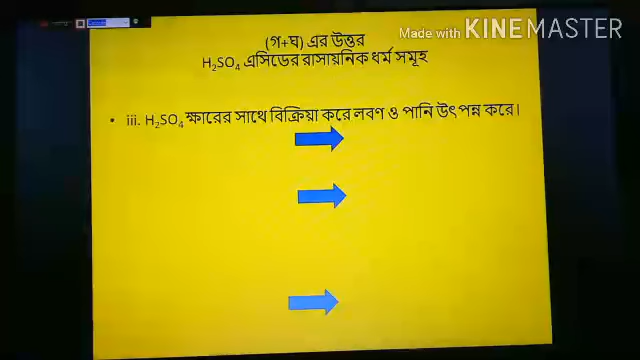 Made with KINEMASTER
(গ+ঘ) এর উত্তর
H₂SO₄ এসিডের রাসায়নিক ধর্ম সমূহ
• iii. H₂SO₄ ক্ষারের সাথে বিক্রিয়া করে লবণ ও পানি উৎপন্ন করে।